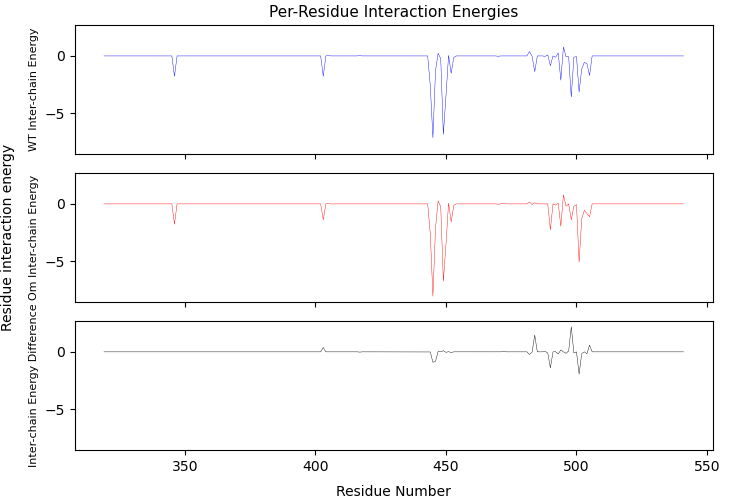 Per-Residue Interaction Energies
Residue interaction energy
WT Inter-chain Energy
0
−5
Om Inter-chain Energy
0
−5
Inter-chain Energy Difference
0
−5
350
400
450
500
550
Residue Number